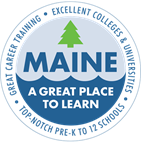 GREAT CAREER TRAINING • EXCELLENT COLLEGES & UNIVERSITIES •
MAINE
A GREAT PLACE
TO LEARN
TOP-NOTCH PRE-K TO 12 SCHOOLS •